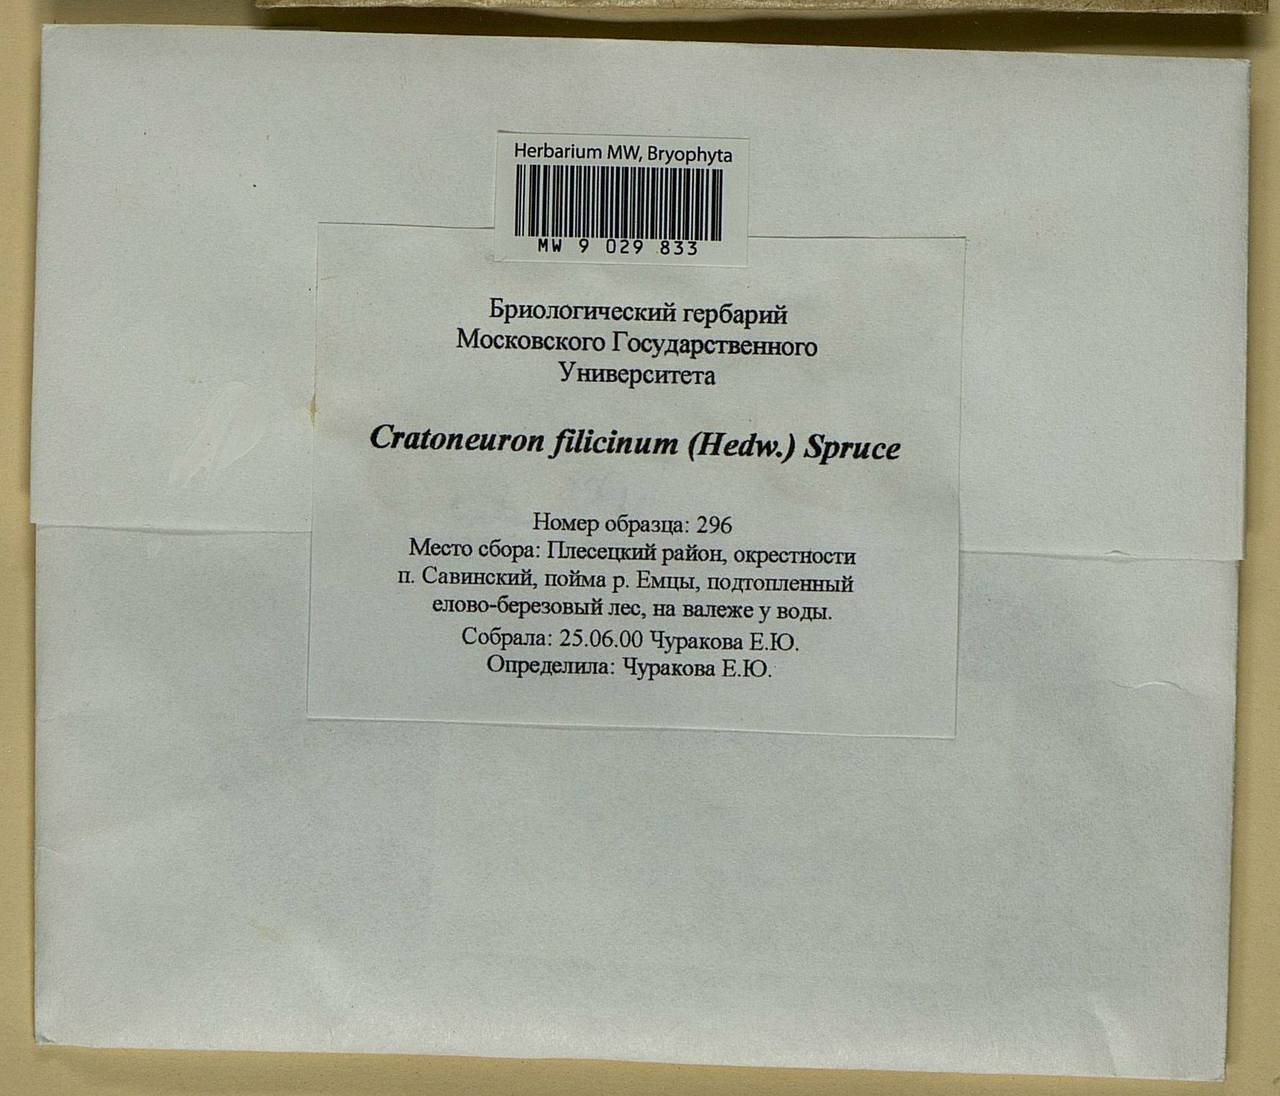 Herbarium MW, Bryophyta
MW 9 029 833
Бриологический гербарий
Московского Государственного
Университета
Cratoneuron filicinum (Hedw.) Spruce
Номер образца: 296
Место сбора: Плесецкий район, окрестности
п. Савинский, пойма р. Емцы, подтопленный
елово-березовый лес, на валеже у воды.
Собрала: 25.06.00 Чуракова Е.Ю.
Определила: Чуракова Е.Ю.